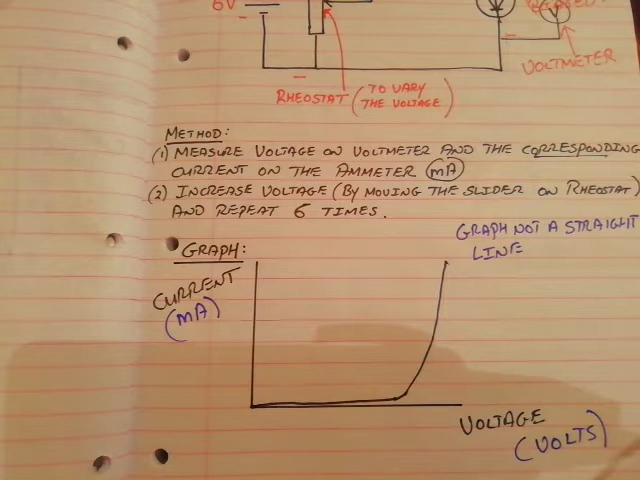 6V
-
V
-
-
VOLTMETER
RHEOSTAT (TO VARY
THE VOLTAGE)
METHOD:
(1) MEASURE VOLTAGE ON VOLTMETER AND THE CORRESPONDING
CURRENT ON THE AMMETER (mA)
(2) INCREASE VOLTAGE (BY MOVING THE SLIDER ON RHEOSTAT)
AND REPEAT 6 TIMES.
GRAPH:
GRAPH NOT A STRAIGHT
LINE
CURRENT
(mA)
VOLTAGE
(VOLTS)